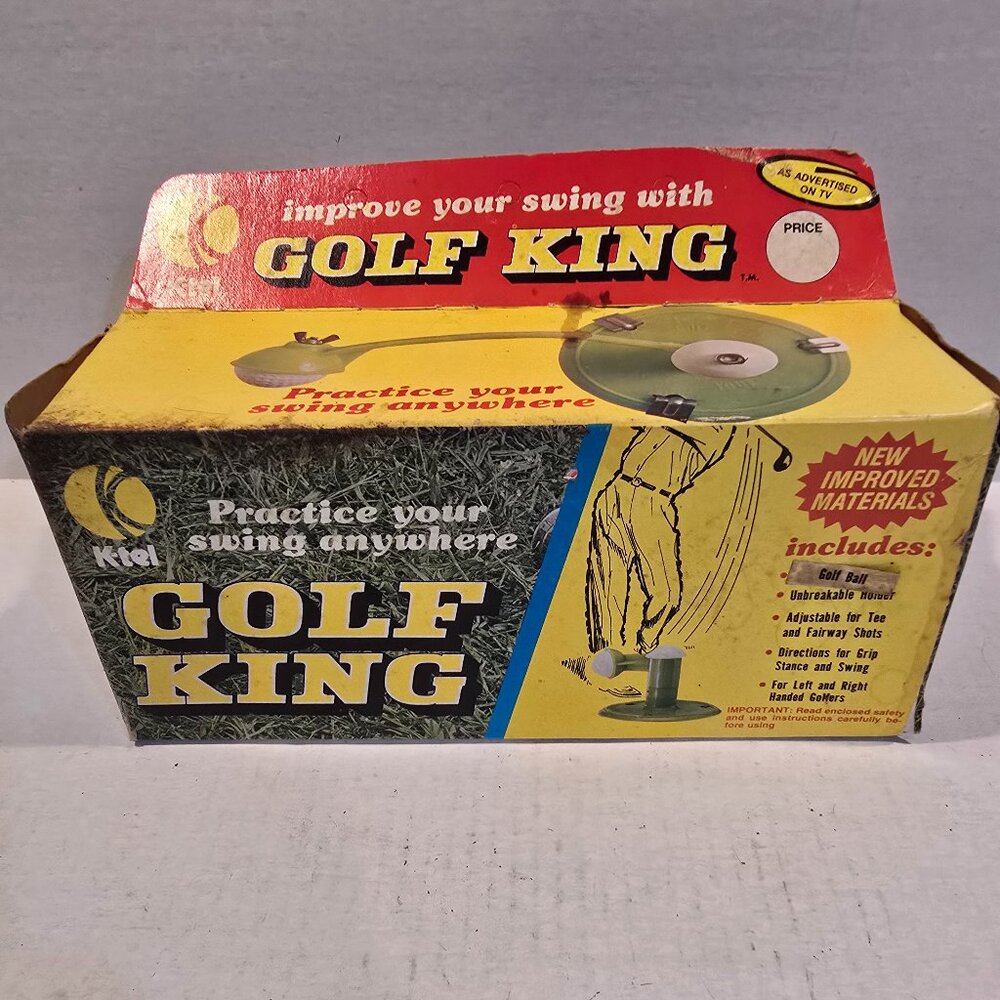 improve your swing with
GOLF KING
T.M.
AS ADVERTISED
ON TV
PRICE
Practice your
swing anywhere
K-tel
Practice your
swing anywhere
GOLF
KING
NEW
IMPROVED
MATERIALS
includes:
• Golf Ball
• Unbreakable Holder
• Adjustable for Tee
and Fairway Shots
• Directions for Grip
Stance and Swing
• For Left and Right
Handed Golfers
IMPORTANT: Read enclosed safety
and use instructions carefully be-
fore using